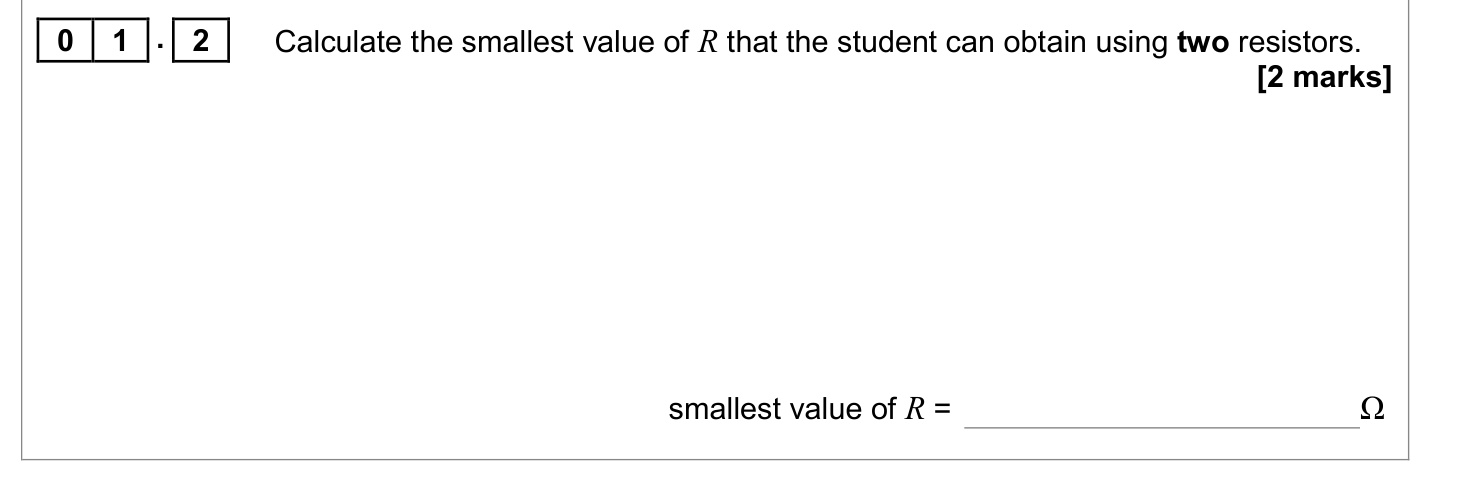 0 1 . 2 Calculate the smallest value of R that the student can obtain using two resistors.
[2 marks]
smallest value of R = Ω